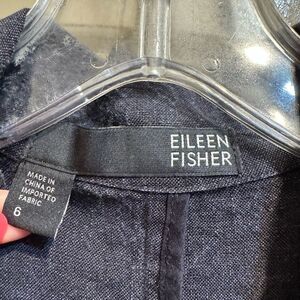 EILEEN
FISHER
MADE IN
CHINA OF
IMPORTED
FABRIC
6